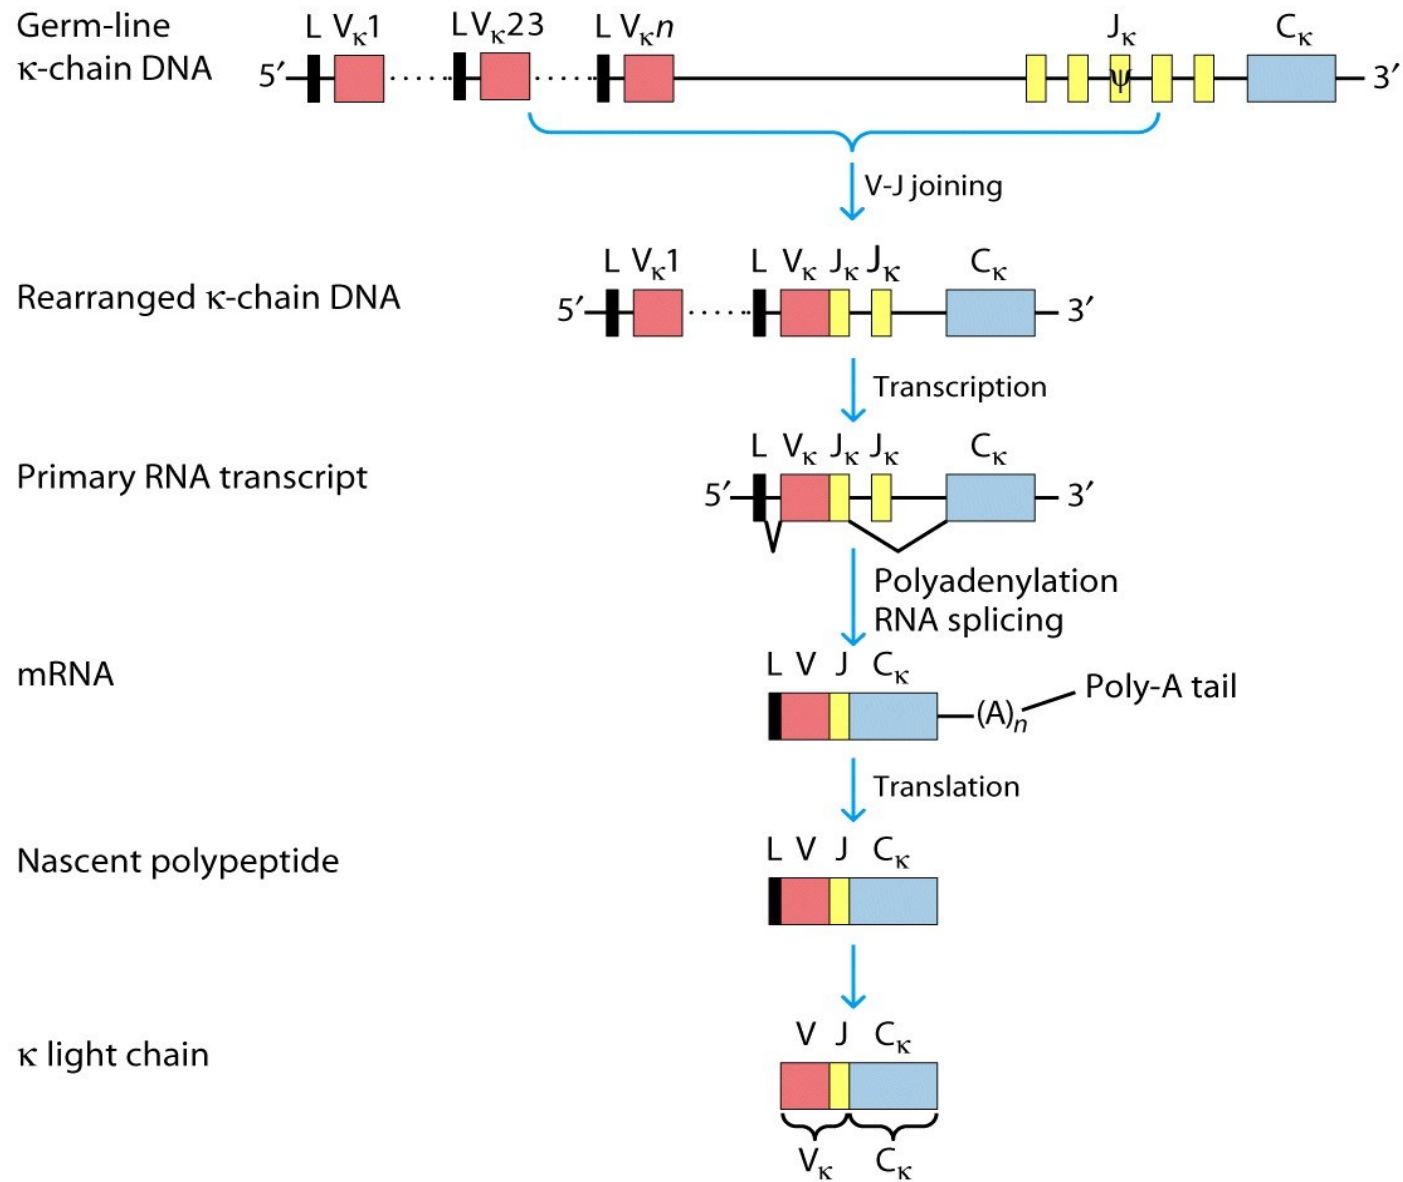 Germ-line
κ-chain DNA
L Vκ1 L Vκ23 L Vκn Jκ Cκ
5′ ψ 3′
V-J joining
L Vκ1 L Vκ Jκ Jκ Cκ
Rearranged κ-chain DNA
5′ 3′
Transcription
L Vκ Jκ Jκ Cκ
Primary RNA transcript
5′ 3′
Polyadenylation
RNA splicing
L V J Cκ
mRNA
(A)n
Poly-A tail
Translation
L V J Cκ
Nascent polypeptide
V J Cκ
κ light chain
Vκ Cκ